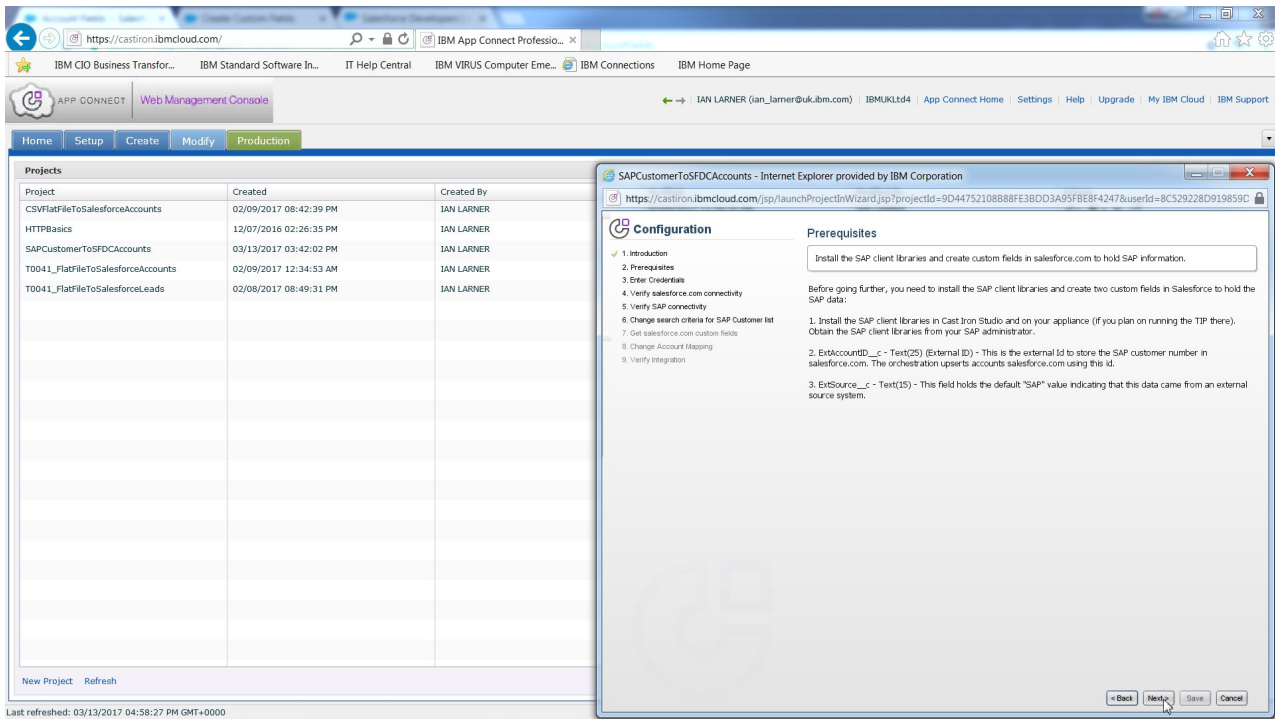 Account Fields
Create Custom Fields
Salesforce Developers
https://castiron.ibmcloud.com/
IBM App Connect Professio...
IBM CIO Business Transfor...
IBM Standard Software In...
IT Help Central
IBM VIRUS Computer Eme...
IBM Connections
IBM Home Page
APP CONNECT
Web Management Console
IAN LARNER (ian_larner@uk.ibm.com) | IBMUKLtd4 | App Connect Home | Settings | Help | Upgrade | My IBM Cloud | IBM Support
Home
Setup
Create
Modify
Production
Projects
Project Created Created By
CSVFlatFileToSalesforceAccounts 02/09/2017 08:42:39 PM IAN LARNER
HTTPBasics 12/07/2016 02:26:35 PM IAN LARNER
SAPCustomerToSFDCAccounts 03/13/2017 03:42:02 PM IAN LARNER
T0041_FlatFileToSalesforceAccounts 02/09/2017 12:34:53 AM IAN LARNER
T0041_FlatFileToSalesforceLeads 02/08/2017 08:49:31 PM IAN LARNER
New Project Refresh
Last refreshed: 03/13/2017 04:58:27 PM GMT+0000
SAPCustomerToSFDCAccounts - Internet Explorer provided by IBM Corporation
https://castiron.ibmcloud.com/jsp/launchProjectInWizard.jsp?projectId=9D44752108B88FE3BDD3A95FBE8F4247&userId=8C529228D919859D
Configuration
1. Introduction
2. Prerequisites
3. Enter Credentials
4. Verify salesforce.com connectivity
5. Verify SAP connectivity
6. Change search criteria for SAP Customer list
7. Get salesforce.com custom fields
8. Change Account Mapping
9. Verify Integration
Prerequisites
Install the SAP client libraries and create custom fields in salesforce.com to hold SAP information.
Before going further, you need to install the SAP client libraries and create two custom fields in Salesforce to hold the
SAP data:
1. Install the SAP client libraries in Cast Iron Studio and on your appliance (if you plan on running the TIP there).
Obtain the SAP client libraries from your SAP administrator.
2. ExtAccountID__c - Text(25) (External ID) - This is the external Id to store the SAP customer number in
salesforce.com. The orchestration upserts accounts salesforce.com using this id.
3. ExtSource__c - Text(15) - This field holds the default "SAP" value indicating that this data came from an external
source system.
< Back
Next >
Save
Cancel